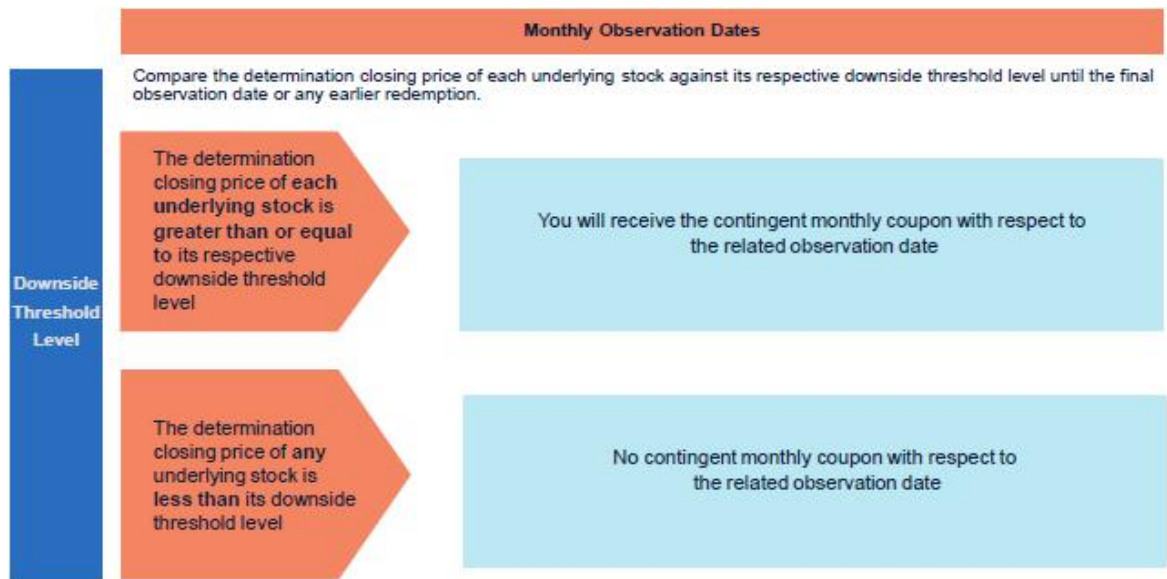 Monthly Observation Dates
Compare the determination closing price of each underlying stock against its respective downside threshold level until the final
observation date or any earlier redemption.
Downside
Threshold
Level
The determination
closing price of each
underlying stock is
greater than or equal
to its respective
downside threshold
level
You will receive the contingent monthly coupon with respect to
the related observation date
The determination
closing price of any
underlying stock is
less than its downside
threshold level
No contingent monthly coupon with respect to
the related observation date